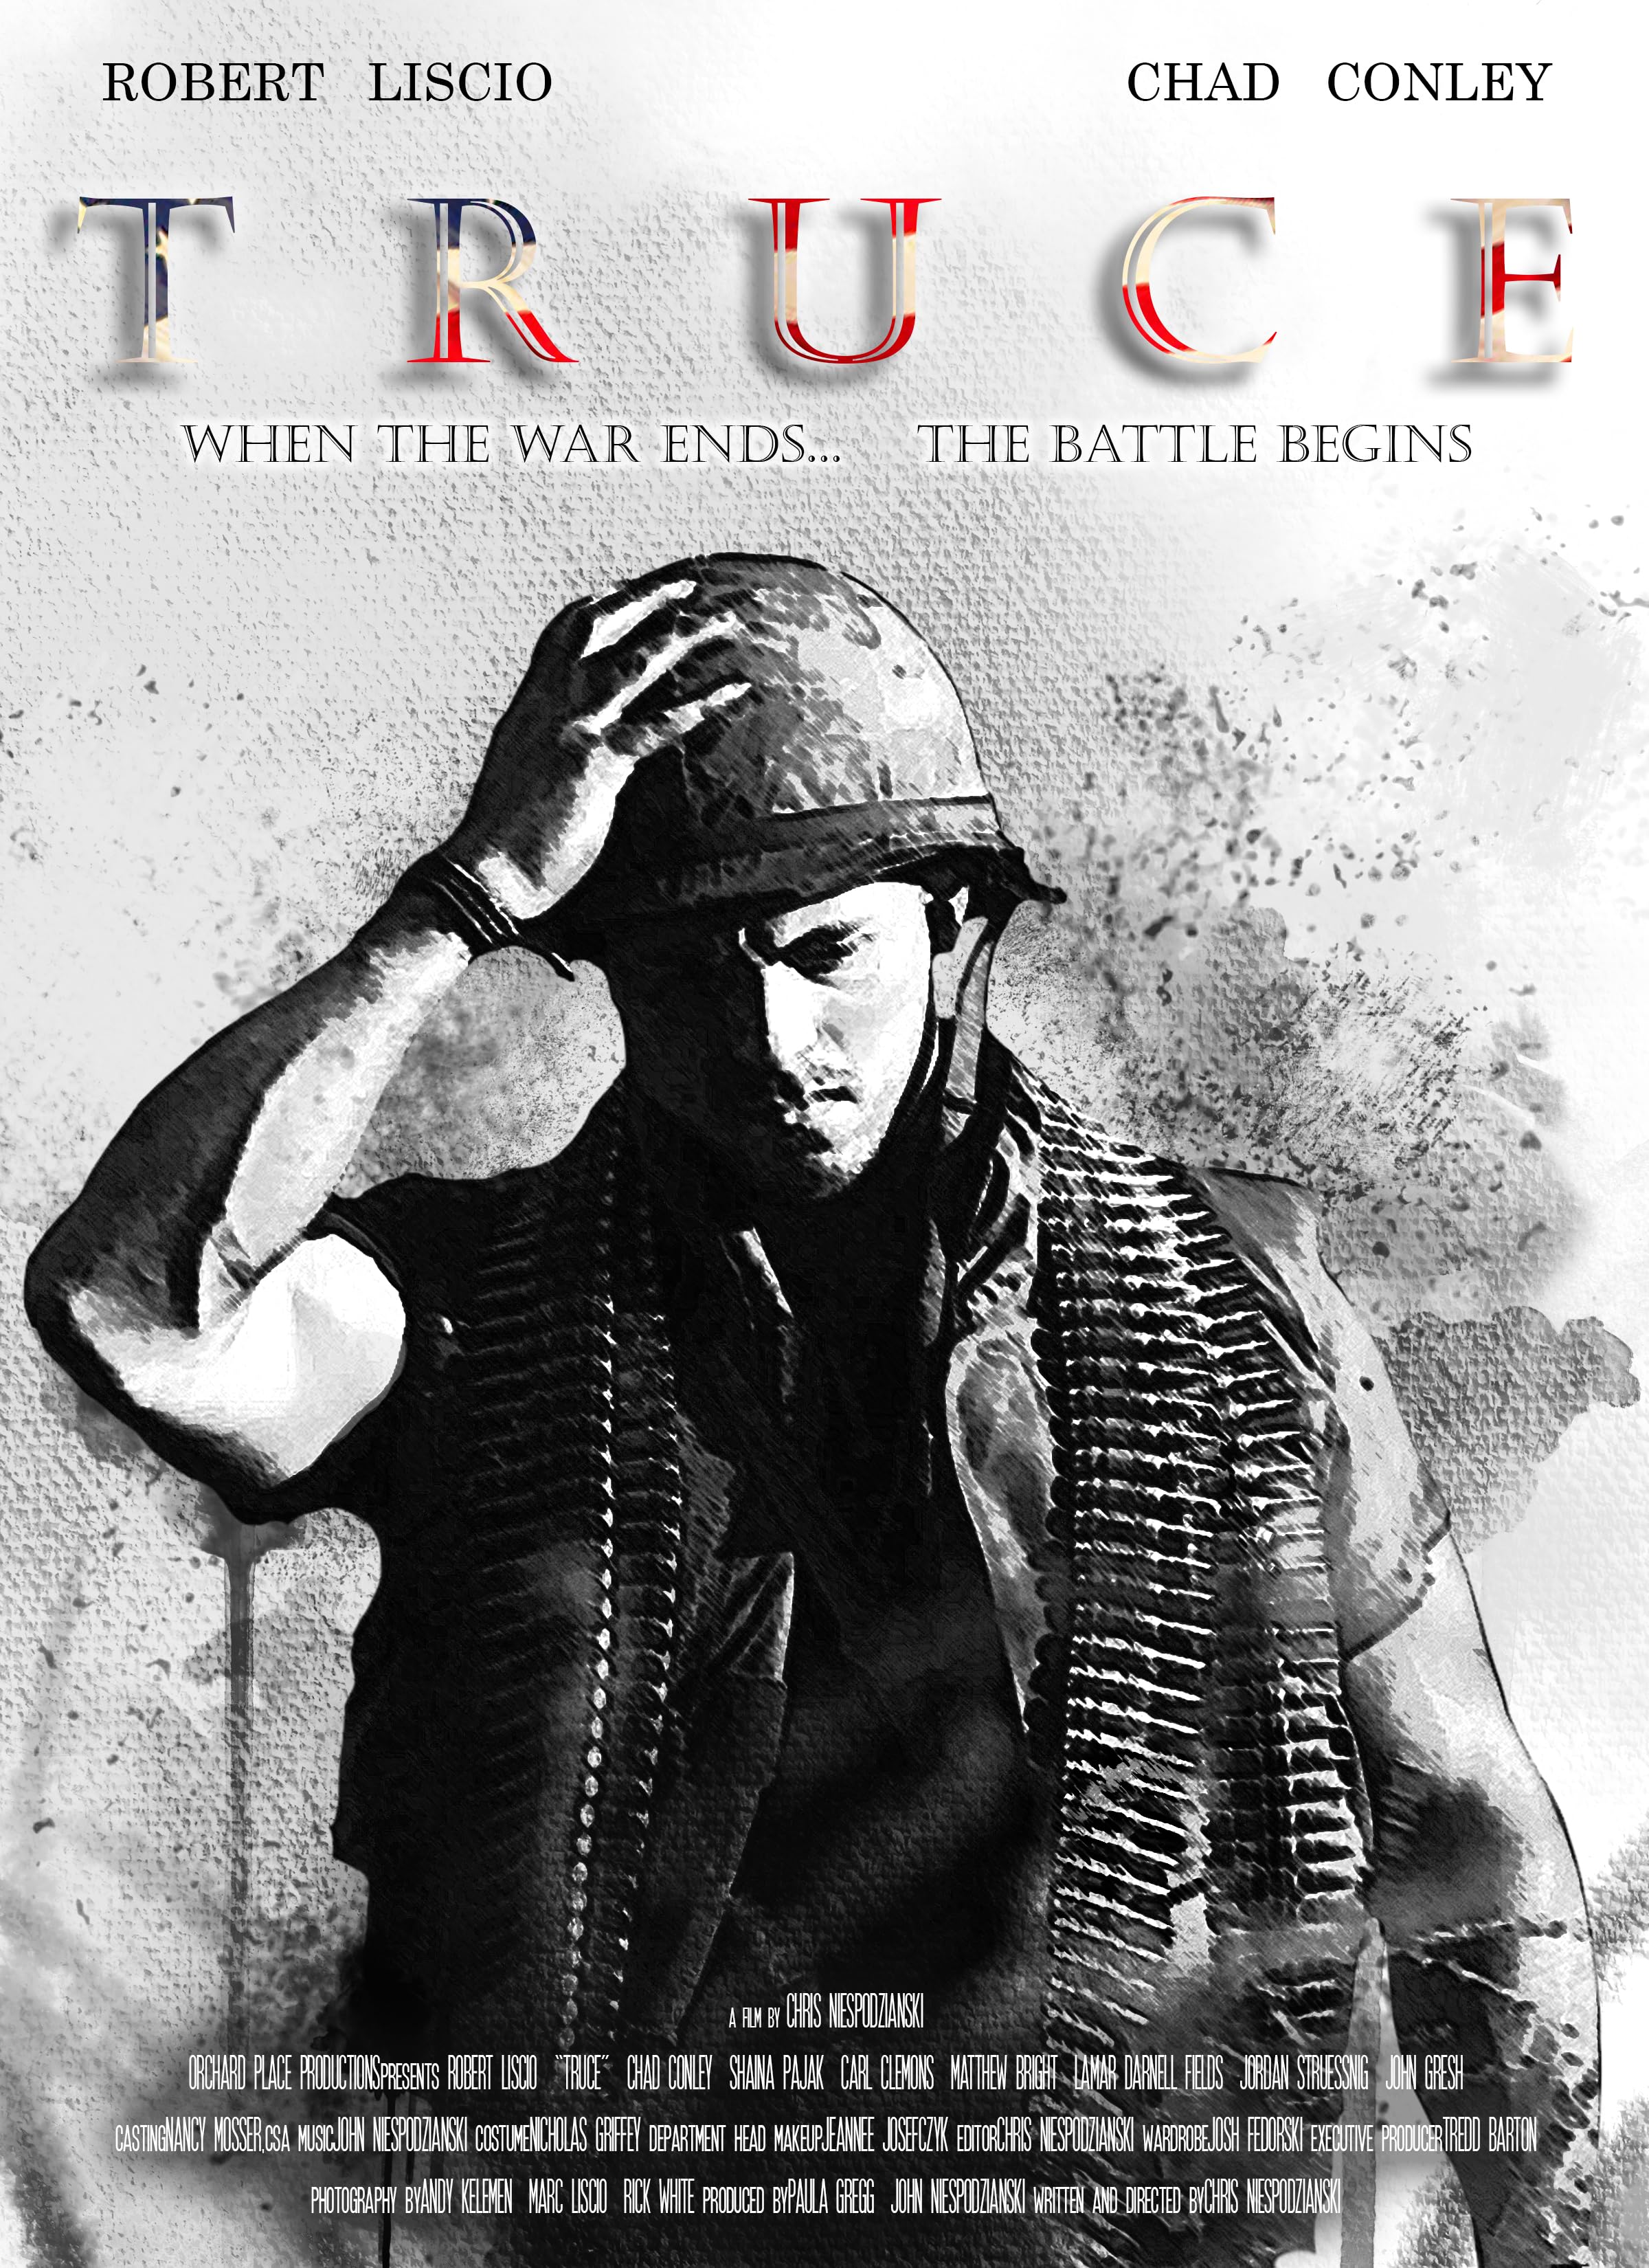 ROBERT LISCIO CHAD CONLEY
TRUCE
WHEN THE WAR ENDS... THE BATTLE BEGINS
A FILM BY CHRIS NIESPODZIANSKI
ORCHARD PLACE PRODUCTIONS PRESENTS ROBERT LISCIO "TRUCE" CHAD CONLEY SHAINA PAJAK CARL CLEMONS MATTHEW BRIGHT LAMAR DARNELL FIELDS JORDAN STRUESSNIG JOHN GRESH
CASTING NANCY MOSSER, CSA MUSIC JOHN NIESPODZIANSKI COSTUME NICHOLAS GRIFFEY DEPARTMENT HEAD MAKEUP JEANNEE JOSEFCZYK EDITOR CHRIS NIESPODZIANSKI WARDROBE JOSH FEDORSKI EXECUTIVE PRODUCER TREDD BARTON
PHOTOGRAPHY BY ANDY KELEMEN MARC LISCIO RICK WHITE PRODUCED BY PAULA GREGG JOHN NIESPODZIANSKI WRITTEN AND DIRECTED BY CHRIS NIESPODZIANSKI